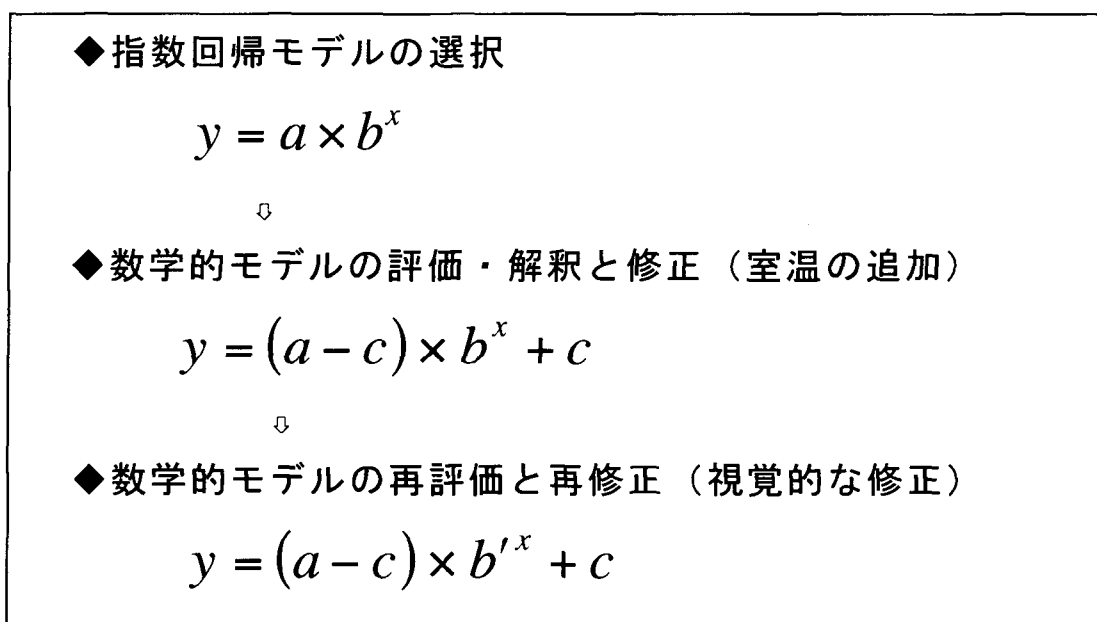 ◆指数回帰モデルの選択
y = a × b^x
⇩
◆数学的モデルの評価・解釈と修正（室温の追加）
y = (a − c) × b^x + c
⇩
◆数学的モデルの再評価と再修正（視覚的な修正）
y = (a − c) × b′^x + c